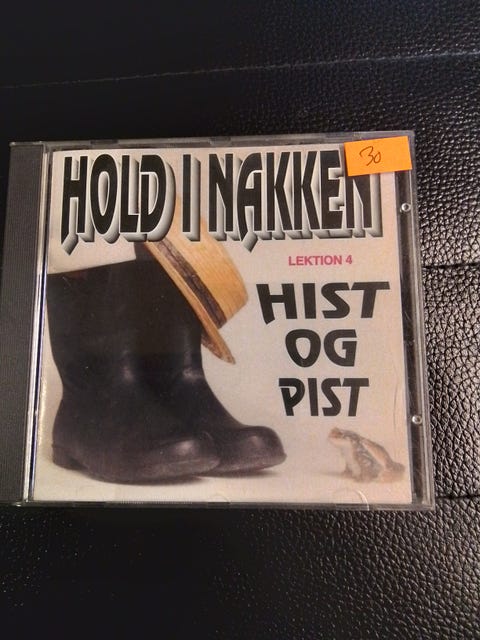 HOLD I NAKKEN
30
LEKTION 4
HIST
OG
PIST